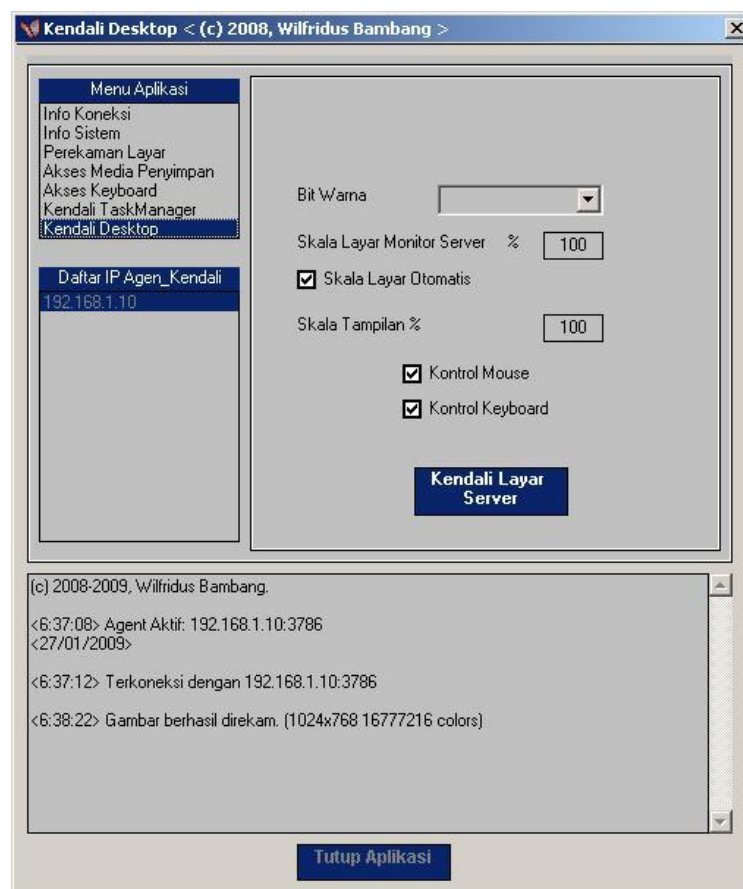 Kendali Desktop < (c) 2008, Wilfridus Bambang >
Menu Aplikasi
Info Koneksi
Info Sistem
Perekaman Layar
Akses Media Penyimpan
Akses Keyboard
Kendali TaskManager
Kendali Desktop
Daftar IP Agen_Kendali
192.168.1.10
Bit Warna
Skala Layar Monitor Server % 100
Skala Layar Otomatis
Skala Tampilan % 100
Kontrol Mouse
Kontrol Keyboard
Kendali Layar
Server
(c) 2008-2009, Wilfridus Bambang.
<6:37:08> Agent Aktif: 192.168.1.10:3786
<27/01/2009>
<6:37:12> Terkoneksi dengan 192.168.1.10:3786
<6:38:22> Gambar berhasil direkam. (1024x768 16777216 colors)
Tutup Aplikasi